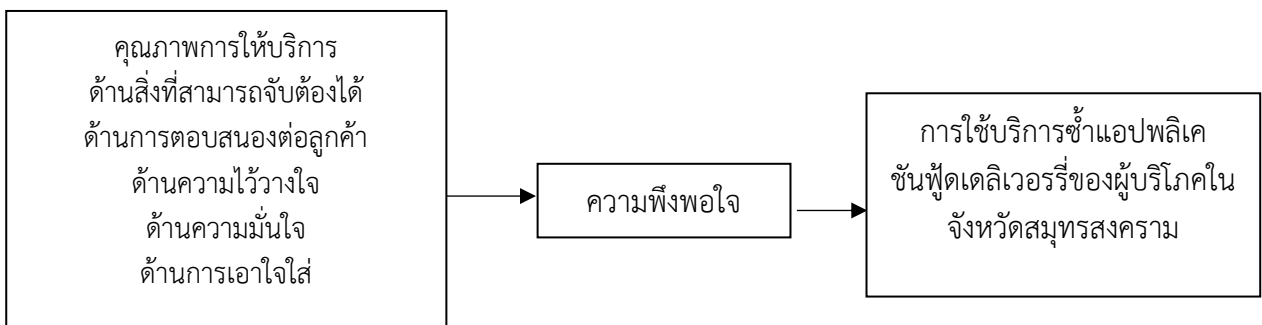 คุณภาพการให้บริการ
ด้านสิ่งที่สามารถจับต้องได้
ด้านการตอบสนองต่อลูกค้า
ด้านความไว้วางใจ
ด้านความมั่นใจ
ด้านการเอาใจใส่
ความพึงพอใจ
การใช้บริการซ้ำแอปพลิเค
ชันฟู้ดเดลิเวอรรี่ของผู้บริโภคใน
จังหวัดสมุทรสงคราม